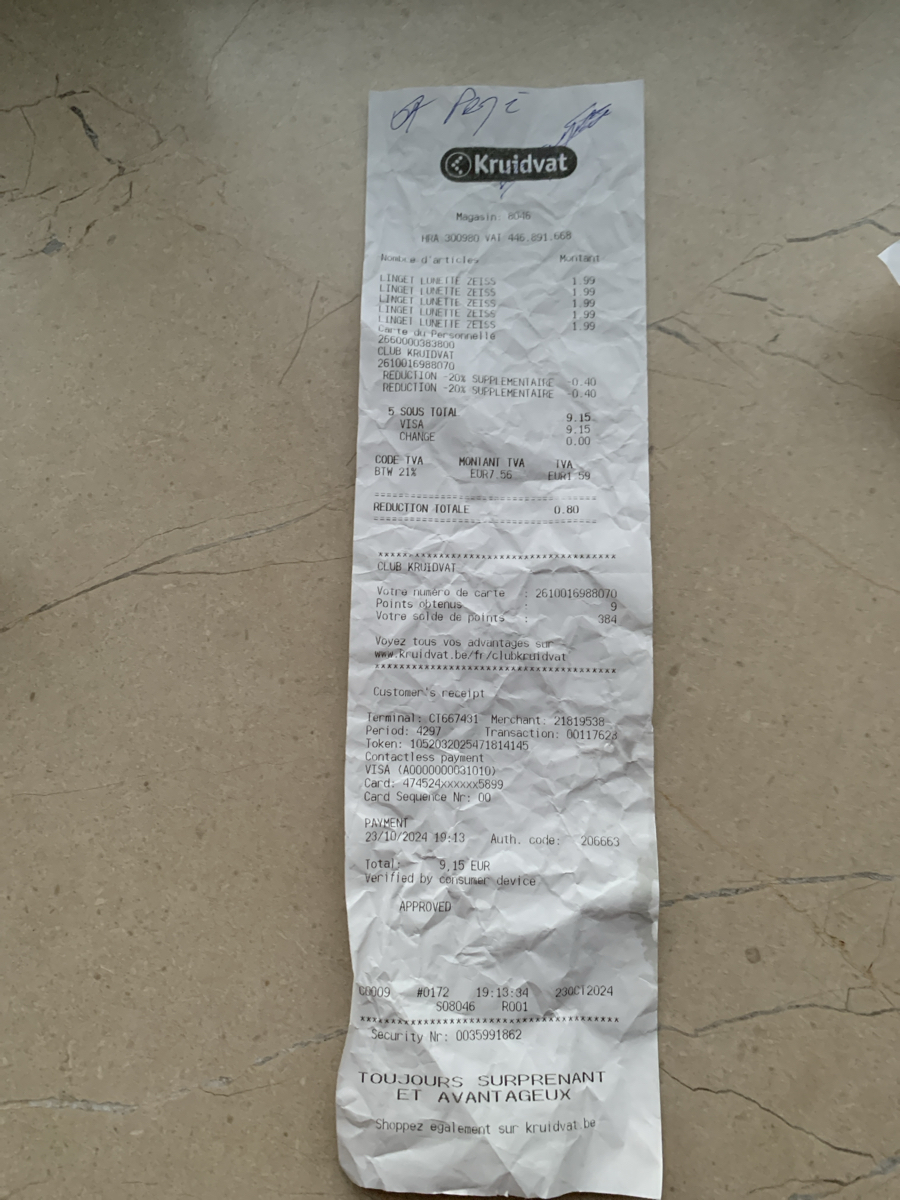 Kruidvat
Magasin: 8046
HRA 300980 VAT 446.891.668
Nombre d'articles Montant
LINGET LUNETTE ZEISS 1.99
LINGET LUNETTE ZEISS 1.99
LINGET LUNETTE ZEISS 1.99
LINGET LUNETTE ZEISS 1.99
LINGET LUNETTE ZEISS 1.99
Carte du Personnelle
2660000383800
CLUB KRUIDVAT
2610016988070
REDUCTION -20% SUPPLEMENTAIRE -0.40
REDUCTION -20% SUPPLEMENTAIRE -0.40
5 SOUS TOTAL 9.15
VISA 9.15
CHANGE 0.00
CODE TVA MONTANT TVA TVA
BTW 21% EUR7.56 EUR1.59
REDUCTION TOTALE 0.80
CLUB KRUIDVAT
Votre numéro de carte : 2610016988070
Points obtenus : 9
Votre solde de points : 384
Voyez tous vos advantages sur
www.kruidvat.be/fr/clubkruidvat
Customer's receipt
Terminal: CT667431 Merchant: 21819538
Period: 4297 Transaction: 00117623
Token: 1052032025471814145
Contactless payment
VISA (A0000000031010)
Card: 474524xxxxxx5899
Card Sequence Nr: 00
PAYMENT
23/10/2024 19:13 Auth. code: 206663
Total: 9,15 EUR
Verified by consumer device
APPROVED
#0172 19:13:34 23OCT2024
S08046 R001
Security Nr: 0035991862
TOUJOURS SURPRENANT
ET AVANTAGEUX
Shoppez également sur kruidvat.be